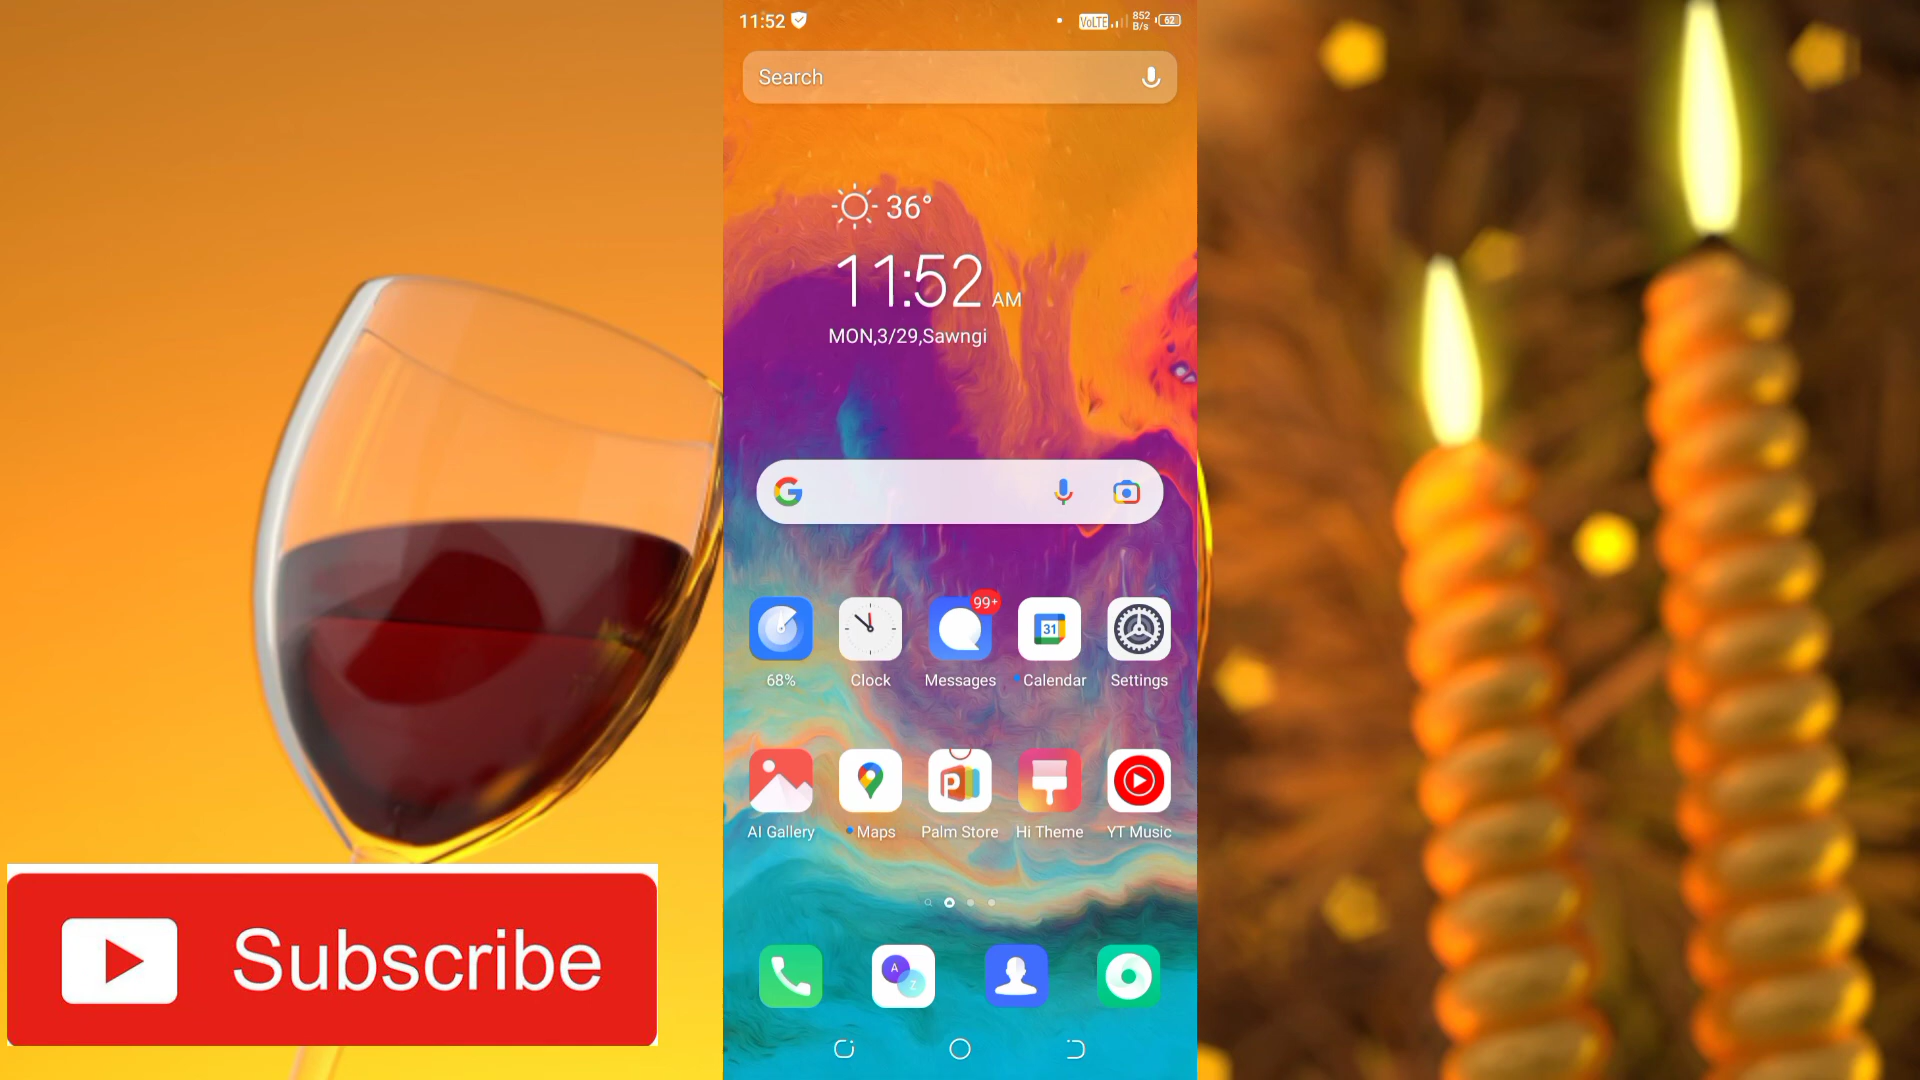 11:52
VoLTE
852
B/s
62
Search
36°
11:52 AM
MON,3/29,Sawngi
G
99+
31
68%
Clock
Messages
Calendar
Settings
P
AI Gallery
Maps
Palm Store
Hi Theme
YT Music
A
Z
Subscribe